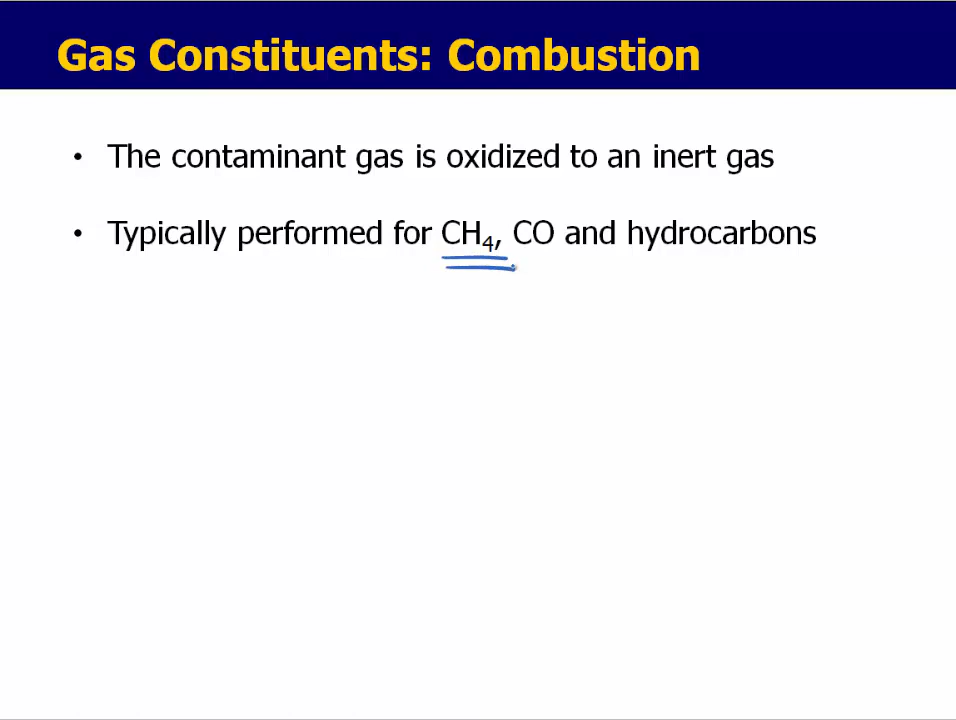 Gas Constituents: Combustion
• The contaminant gas is oxidized to an inert gas
• Typically performed for CH₄, CO and hydrocarbons